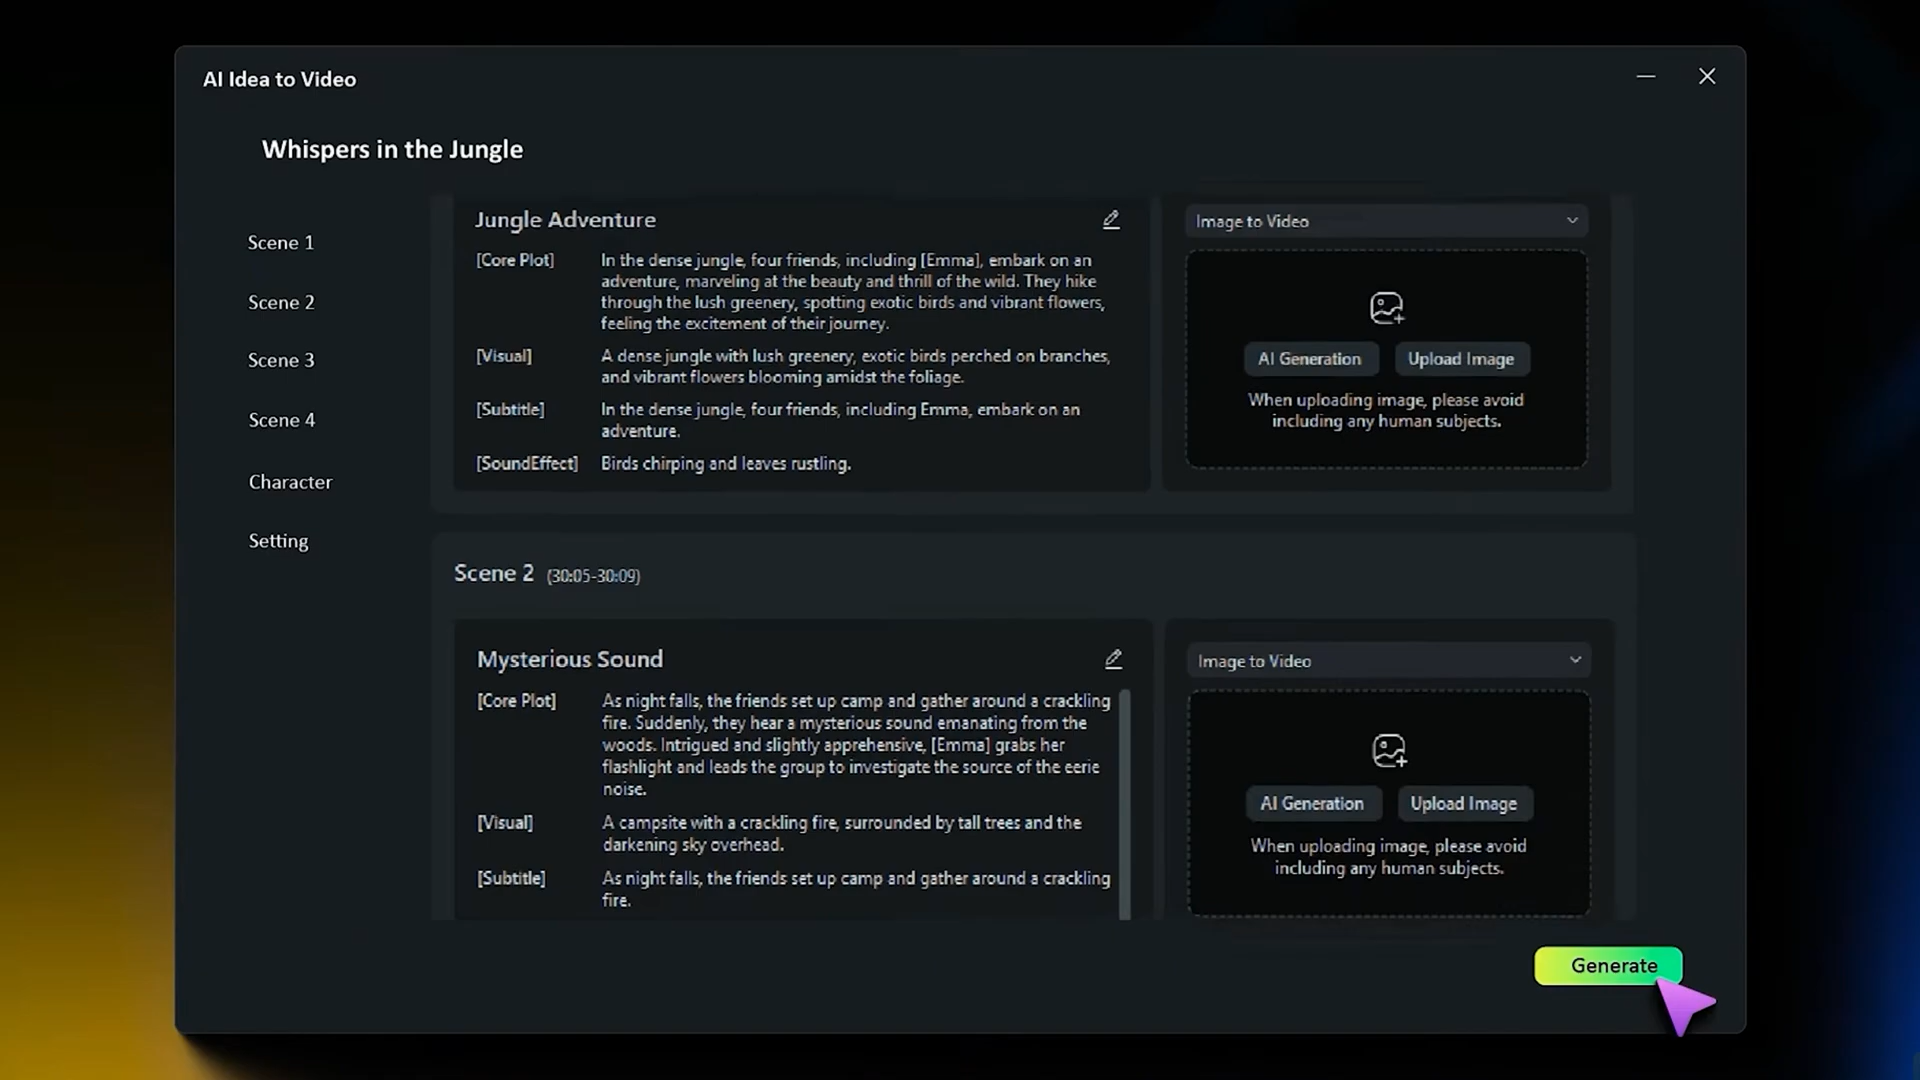 AI Idea to Video
Whispers in the Jungle
Scene 1
Scene 2
Scene 3
Scene 4
Character
Setting
Jungle Adventure
[Core Plot] In the dense jungle, four friends, including [Emma], embark on an
adventure, marveling at the beauty and thrill of the wild. They hike
through the lush greenery, spotting exotic birds and vibrant flowers,
feeling the excitement of their journey.
[Visual] A dense jungle with lush greenery, exotic birds perched on branches,
and vibrant flowers blooming amidst the foliage.
[Subtitle] In the dense jungle, four friends, including Emma, embark on an
adventure.
[SoundEffect] Birds chirping and leaves rustling.
Image to Video
AI Generation Upload Image
When uploading image, please avoid
including any human subjects.
Scene 2 (30:05-30:09)
Mysterious Sound
[Core Plot] As night falls, the friends set up camp and gather around a crackling
fire. Suddenly, they hear a mysterious sound emanating from the
woods. Intrigued and slightly apprehensive, [Emma] grabs her
flashlight and leads the group to investigate the source of the eerie
noise.
[Visual] A campsite with a crackling fire, surrounded by tall trees and the
darkening sky overhead.
[Subtitle] As night falls, the friends set up camp and gather around a crackling
fire.
Image to Video
AI Generation Upload Image
When uploading image, please avoid
including any human subjects.
Generate